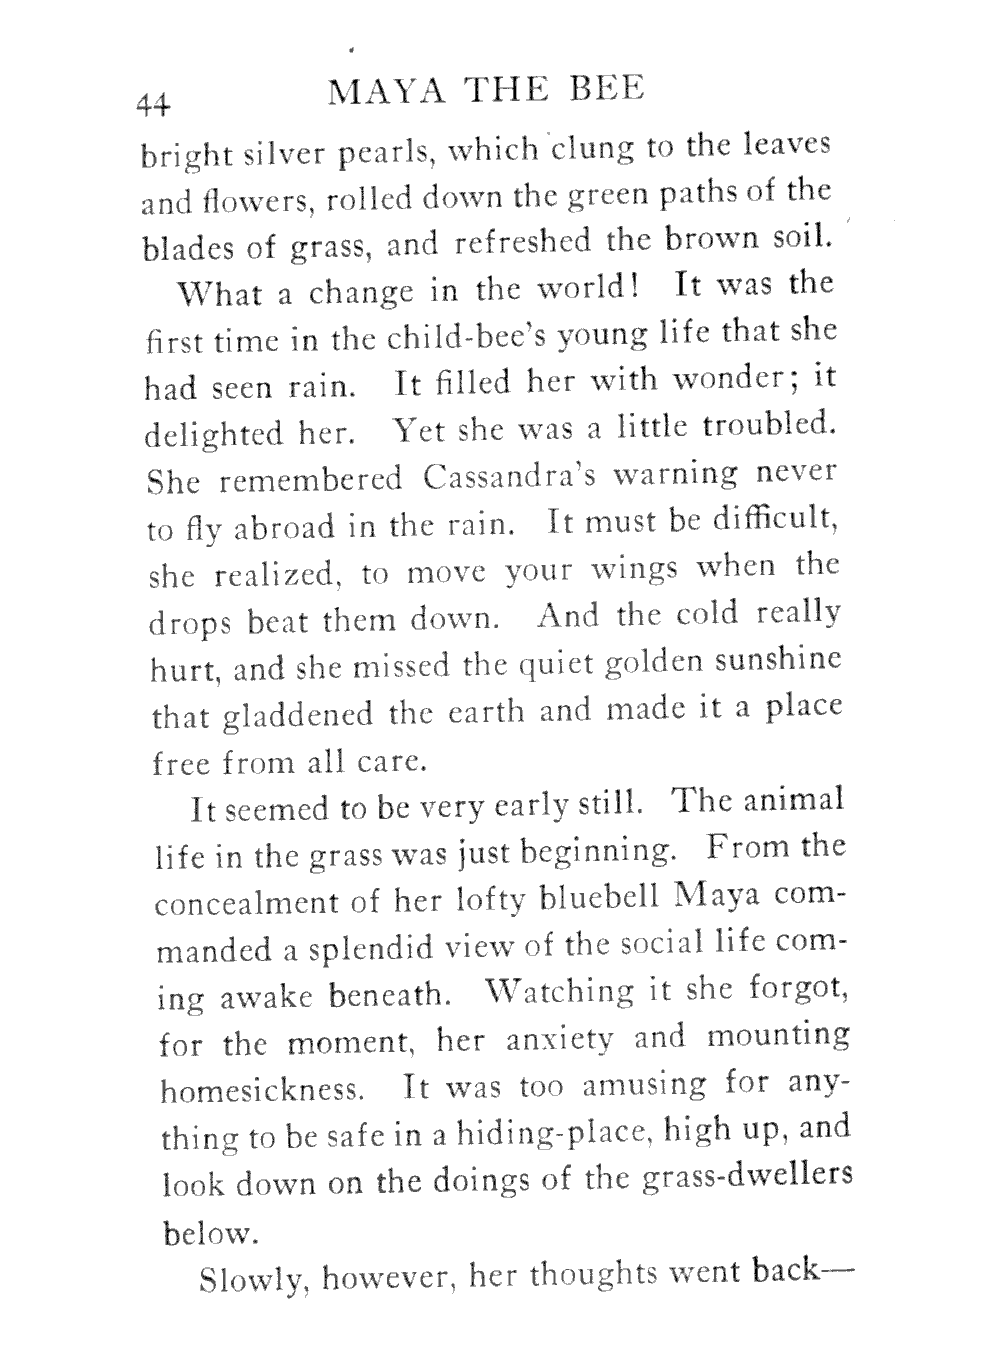 44 MAYA THE BEE
bright silver pearls, which clung to the leaves
and flowers, rolled down the green paths of the
blades of grass, and refreshed the brown soil.
What a change in the world! It was the
first time in the child-bee's young life that she
had seen rain. It filled her with wonder; it
delighted her. Yet she was a little troubled.
She remembered Cassandra's warning never
to fly abroad in the rain. It must be difficult,
she realized, to move your wings when the
drops beat them down. And the cold really
hurt, and she missed the quiet golden sunshine
that gladdened the earth and made it a place
free from all care.
It seemed to be very early still. The animal
life in the grass was just beginning. From the
concealment of her lofty bluebell Maya com-
manded a splendid view of the social life com-
ing awake beneath. Watching it she forgot,
for the moment, her anxiety and mounting
homesickness. It was too amusing for any-
thing to be safe in a hiding-place, high up, and
look down on the doings of the grass-dwellers
below.
Slowly, however, her thoughts went back—